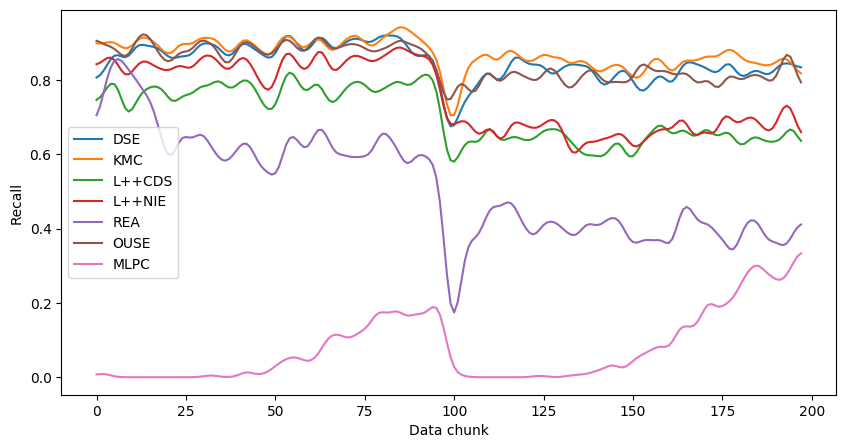 Recall
0.8
0.6
0.4
0.2
0.0
DSE
KMC
L++CDS
L++NIE
REA
OUSE
MLPC
0 25 50 75 100 125 150 175 200
Data chunk